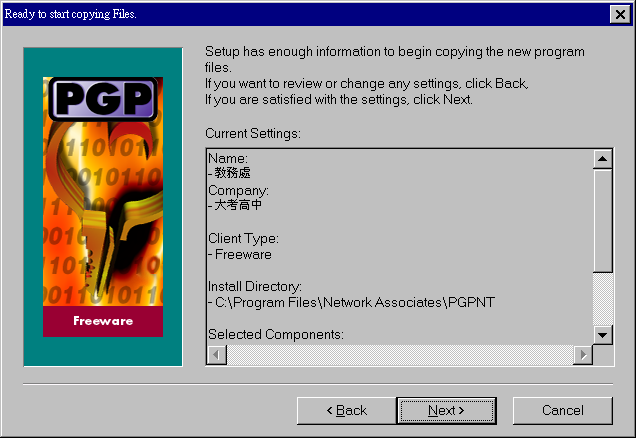 Ready to start copying Files.
PGP
Freeware
Setup has enough information to begin copying the new program
files.
If you want to review or change any settings, click Back,
If you are satisfied with the settings, click Next.
Current Settings:
Name:
- 教務處
Company:
- 大考高中
Client Type:
- Freeware
Install Directory:
- C:\Program Files\Network Associates\PGPNT
Selected Components:
< Back
Next >
Cancel